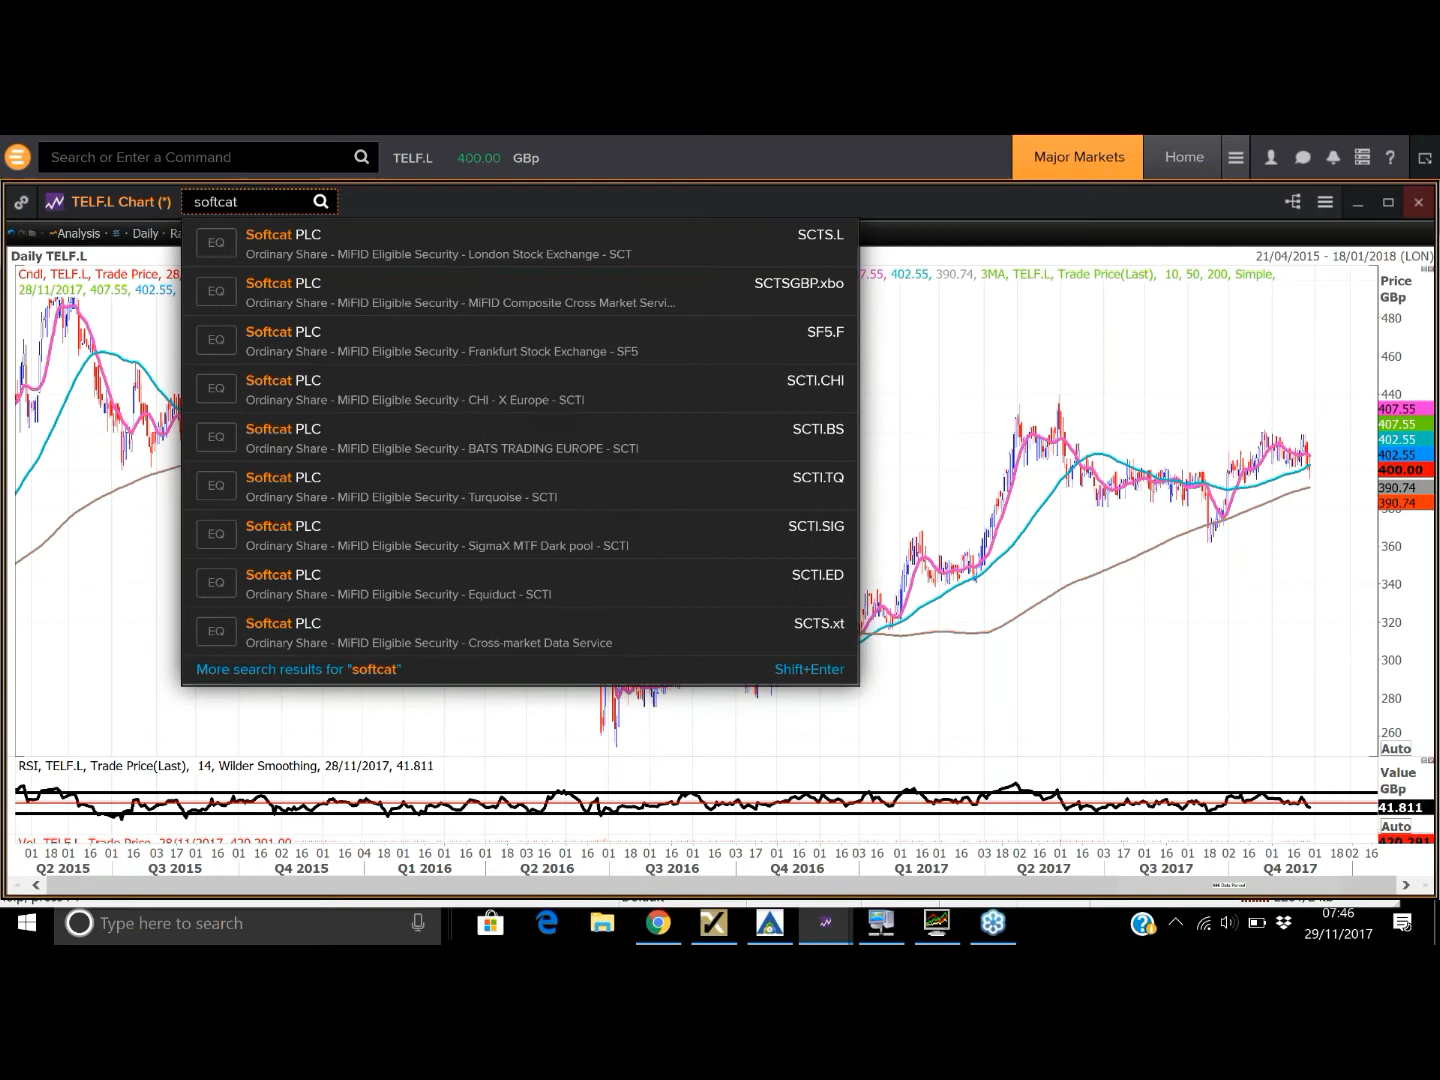 Search or Enter a Command TELF.L 400.00 GBp Major Markets Home ?
TELF.L Chart (*) softcat
Analysis Daily
Daily TELF.L 21/04/2015 - 18/01/2018 (LON)
Cndl, TELF.L, Trade Price, 28, 7.55, 402.55, 390.74, 3MA, TELF.L, Trade Price(Last), 10, 50, 200, Simple,
28/11/2017, 407.55, 402.55,
Softcat PLC SCTS.L
EQ
Ordinary Share - MiFID Eligible Security - London Stock Exchange - SCT
Softcat PLC SCTSGBP.xbo
EQ
Ordinary Share - MiFID Eligible Security - MiFID Composite Cross Market Servi...
Softcat PLC SF5.F
EQ
Ordinary Share - MiFID Eligible Security - Frankfurt Stock Exchange - SF5
Softcat PLC SCTI.CHI
EQ
Ordinary Share - MiFID Eligible Security - CHI - X Europe - SCTI
Softcat PLC SCTI.BS
EQ
Ordinary Share - MiFID Eligible Security - BATS TRADING EUROPE - SCTI
Softcat PLC SCTI.TQ
EQ
Ordinary Share - MiFID Eligible Security - Turquoise - SCTI
Softcat PLC SCTI.SIG
EQ
Ordinary Share - MiFID Eligible Security - SigmaX MTF Dark pool - SCTI
Softcat PLC SCTI.ED
EQ
Ordinary Share - MiFID Eligible Security - Equiduct - SCTI
Softcat PLC SCTS.xt
EQ
Ordinary Share - MiFID Eligible Security - Cross-market Data Service
More search results for "softcat" Shift+Enter
Price
GBp
480
460
440
407.55
407.55
402.55
402.55
400.00
390.74
390.74
360
340
320
300
280
260
Auto
RSI, TELF.L, Trade Price(Last), 14, Wilder Smoothing, 28/11/2017, 41.811
Value
GBp
41.811
Auto
Q2 2015 Q3 2015 Q4 2015 Q1 2016 Q2 2016 Q3 2016 Q4 2016 Q1 2017 Q2 2017 Q3 2017 Q4 2017
Type here to search
07:46
29/11/2017